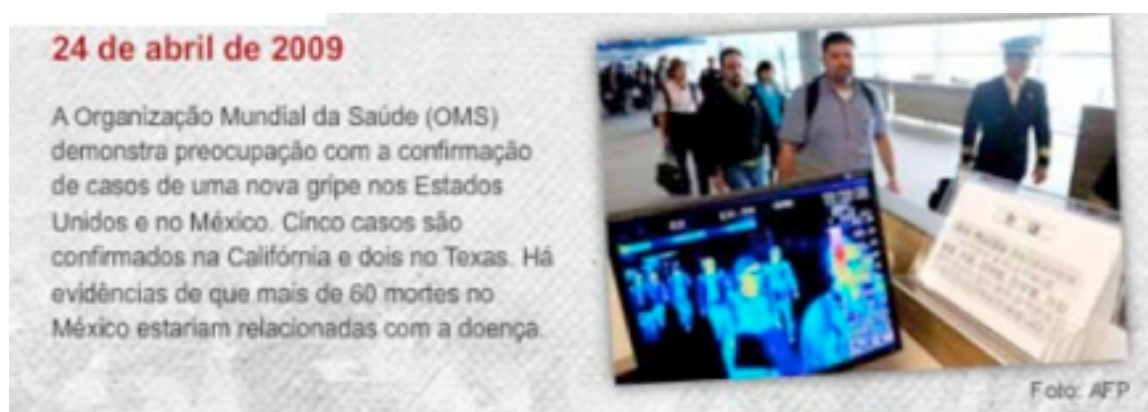 24 de abril de 2009
A Organização Mundial da Saúde (OMS)
demonstra preocupação com a confirmação
de casos de uma nova gripe nos Estados
Unidos e no México. Cinco casos são
confirmados na Califórnia e dois no Texas. Há
evidências de que mais de 60 mortes no
México estariam relacionadas com a doença.
Foto: AFP